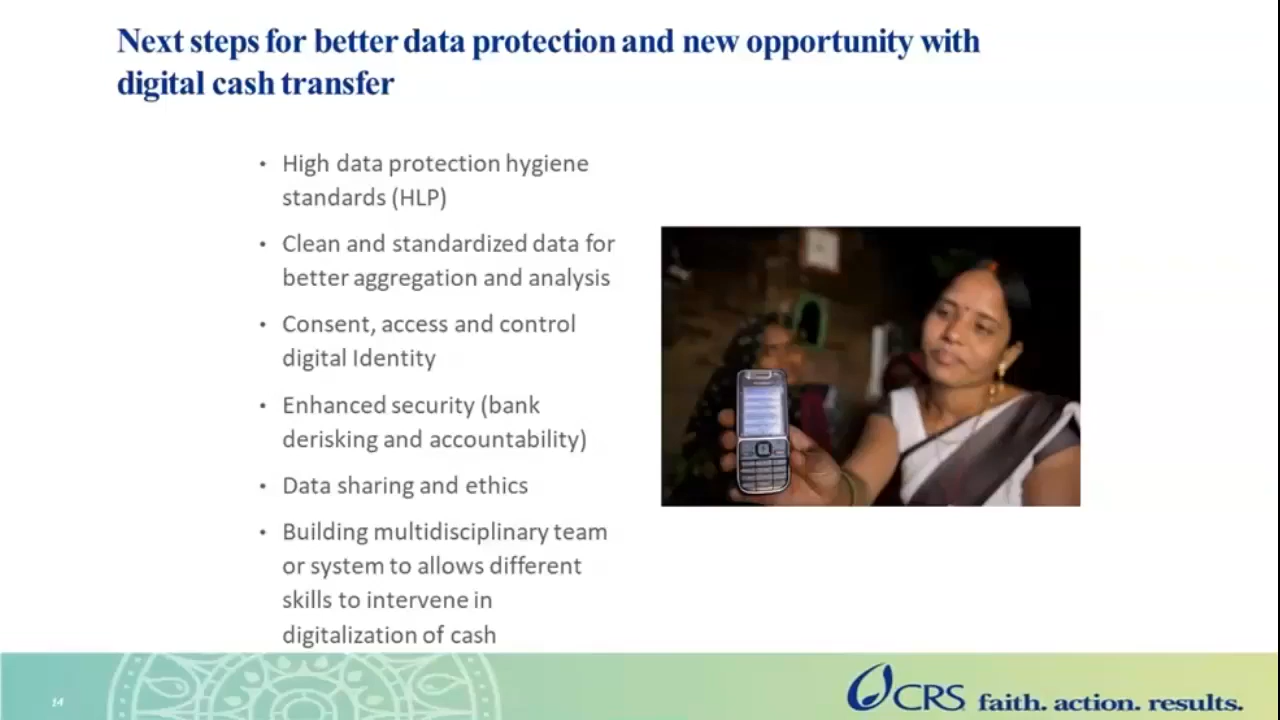 Next steps for better data protection and new opportunity with
digital cash transfer
• High data protection hygiene
standards (HLP)
• Clean and standardized data for
better aggregation and analysis
• Consent, access and control
digital Identity
• Enhanced security (bank
derisking and accountability)
• Data sharing and ethics
• Building multidisciplinary team
or system to allows different
skills to intervene in
digitalization of cash
14
CRS faith. action. results.